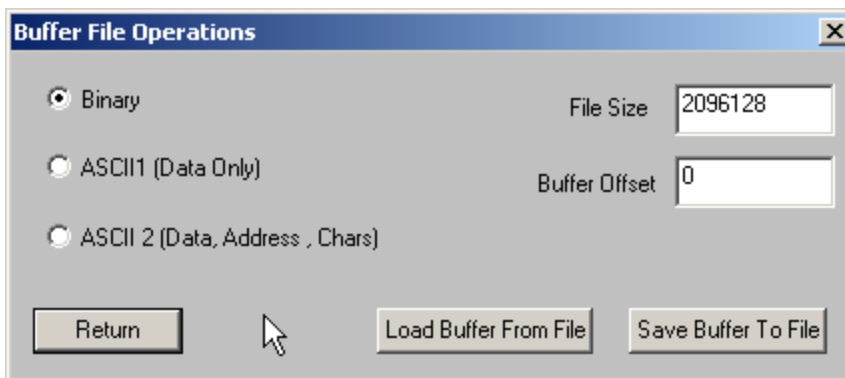 Buffer File Operations
Binary
File Size 2096128
ASCII1 (Data Only)
Buffer Offset 0
ASCII 2 (Data, Address , Chars)
Return Load Buffer From File Save Buffer To File